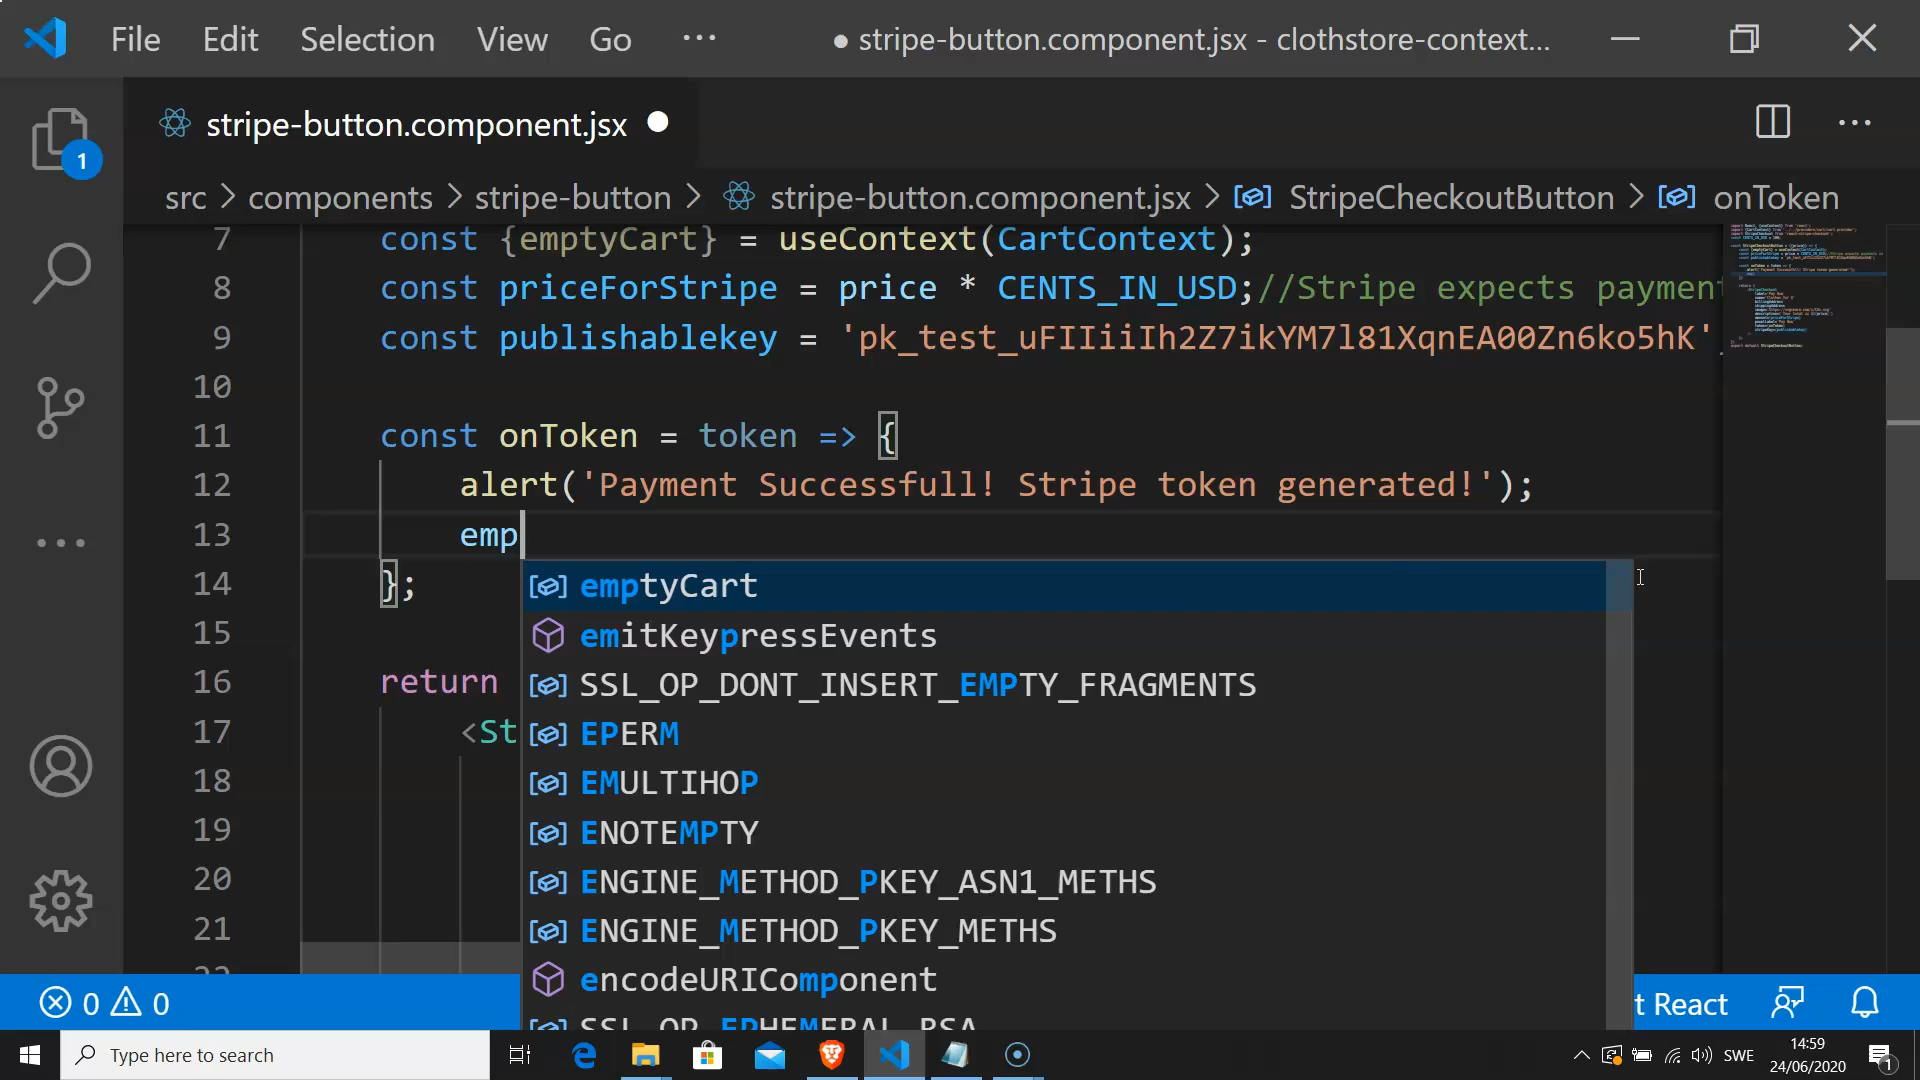 File Edit Selection View Go ··· ● stripe-button.component.jsx - clothstore-context...
stripe-button.component.jsx ●
1
src > components > stripe-button > stripe-button.component.jsx > StripeCheckoutButton > onToken
7 const {emptyCart} = useContext(CartContext);
8 const priceForStripe = price * CENTS_IN_USD;//Stripe expects payment
9 const publishablekey = 'pk_test_uFIIiiIh2Z7ikYM7l81XqnEA00Zn6ko5hK'
10
11 const onToken = token => {
12 alert('Payment Successfull! Stripe token generated!');
13 emp
14 };
15
16 return
17 <St
18
19
20
21
22
emptyCart
emitKeypressEvents
SSL_OP_DONT_INSERT_EMPTY_FRAGMENTS
EPERM
EMULTIHOP
ENOTEMPTY
ENGINE_METHOD_PKEY_ASN1_METHS
ENGINE_METHOD_PKEY_METHS
encodeURIComponent
SSL_OP_EPHEMERAL_RSA
0 0 t React
Type here to search
SWE
14:59
24/06/2020
1